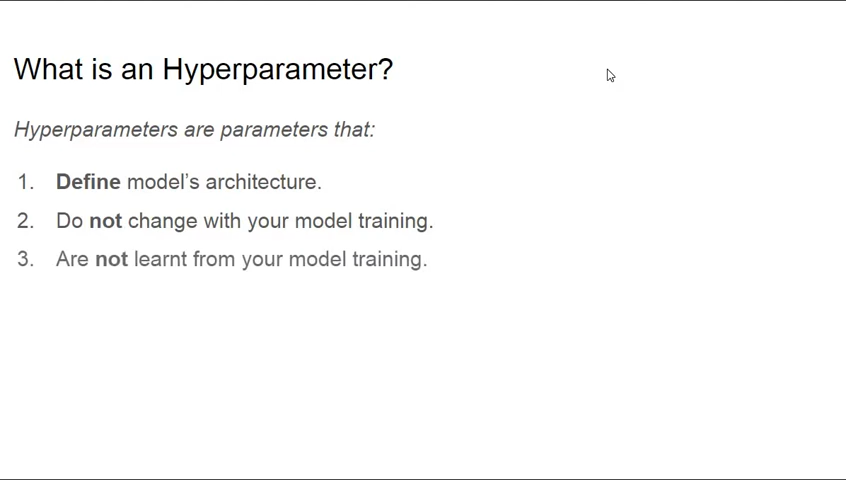 What is an Hyperparameter?
Hyperparameters are parameters that:
1. Define model's architecture.
2. Do not change with your model training.
3. Are not learnt from your model training.